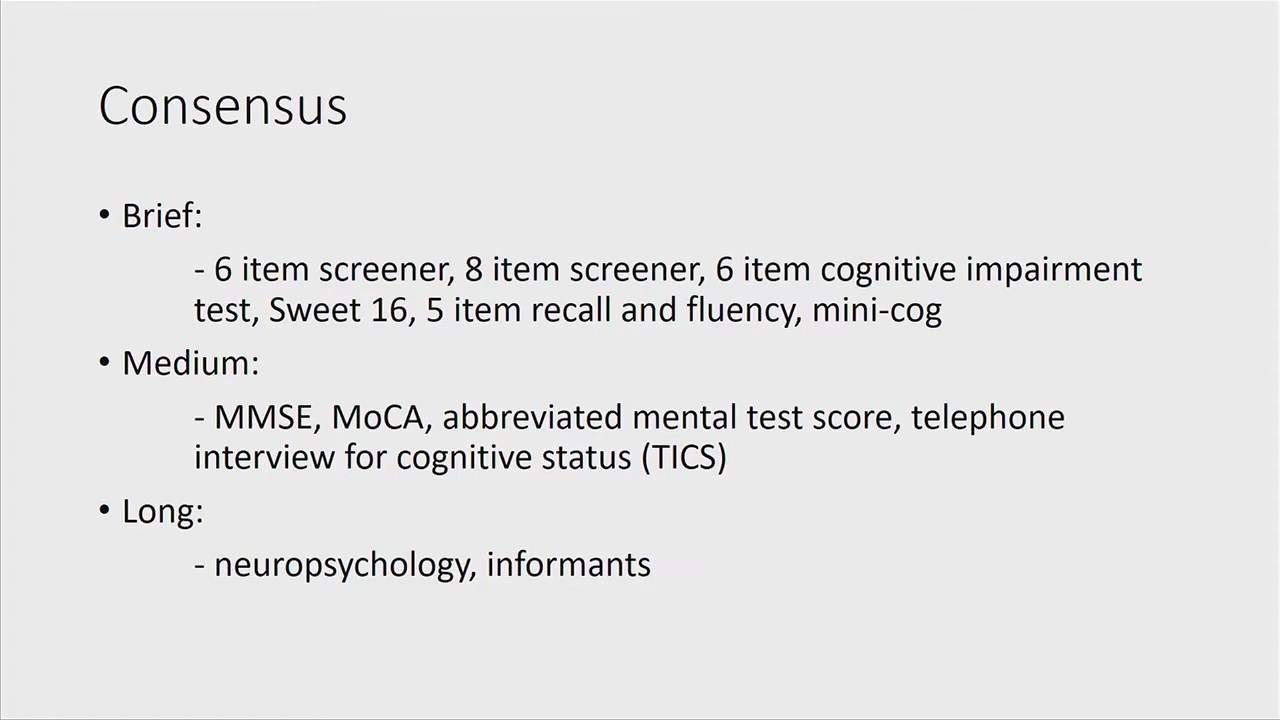 Consensus
• Brief:
- 6 item screener, 8 item screener, 6 item cognitive impairment
test, Sweet 16, 5 item recall and fluency, mini-cog
• Medium:
- MMSE, MoCA, abbreviated mental test score, telephone
interview for cognitive status (TICS)
• Long:
- neuropsychology, informants